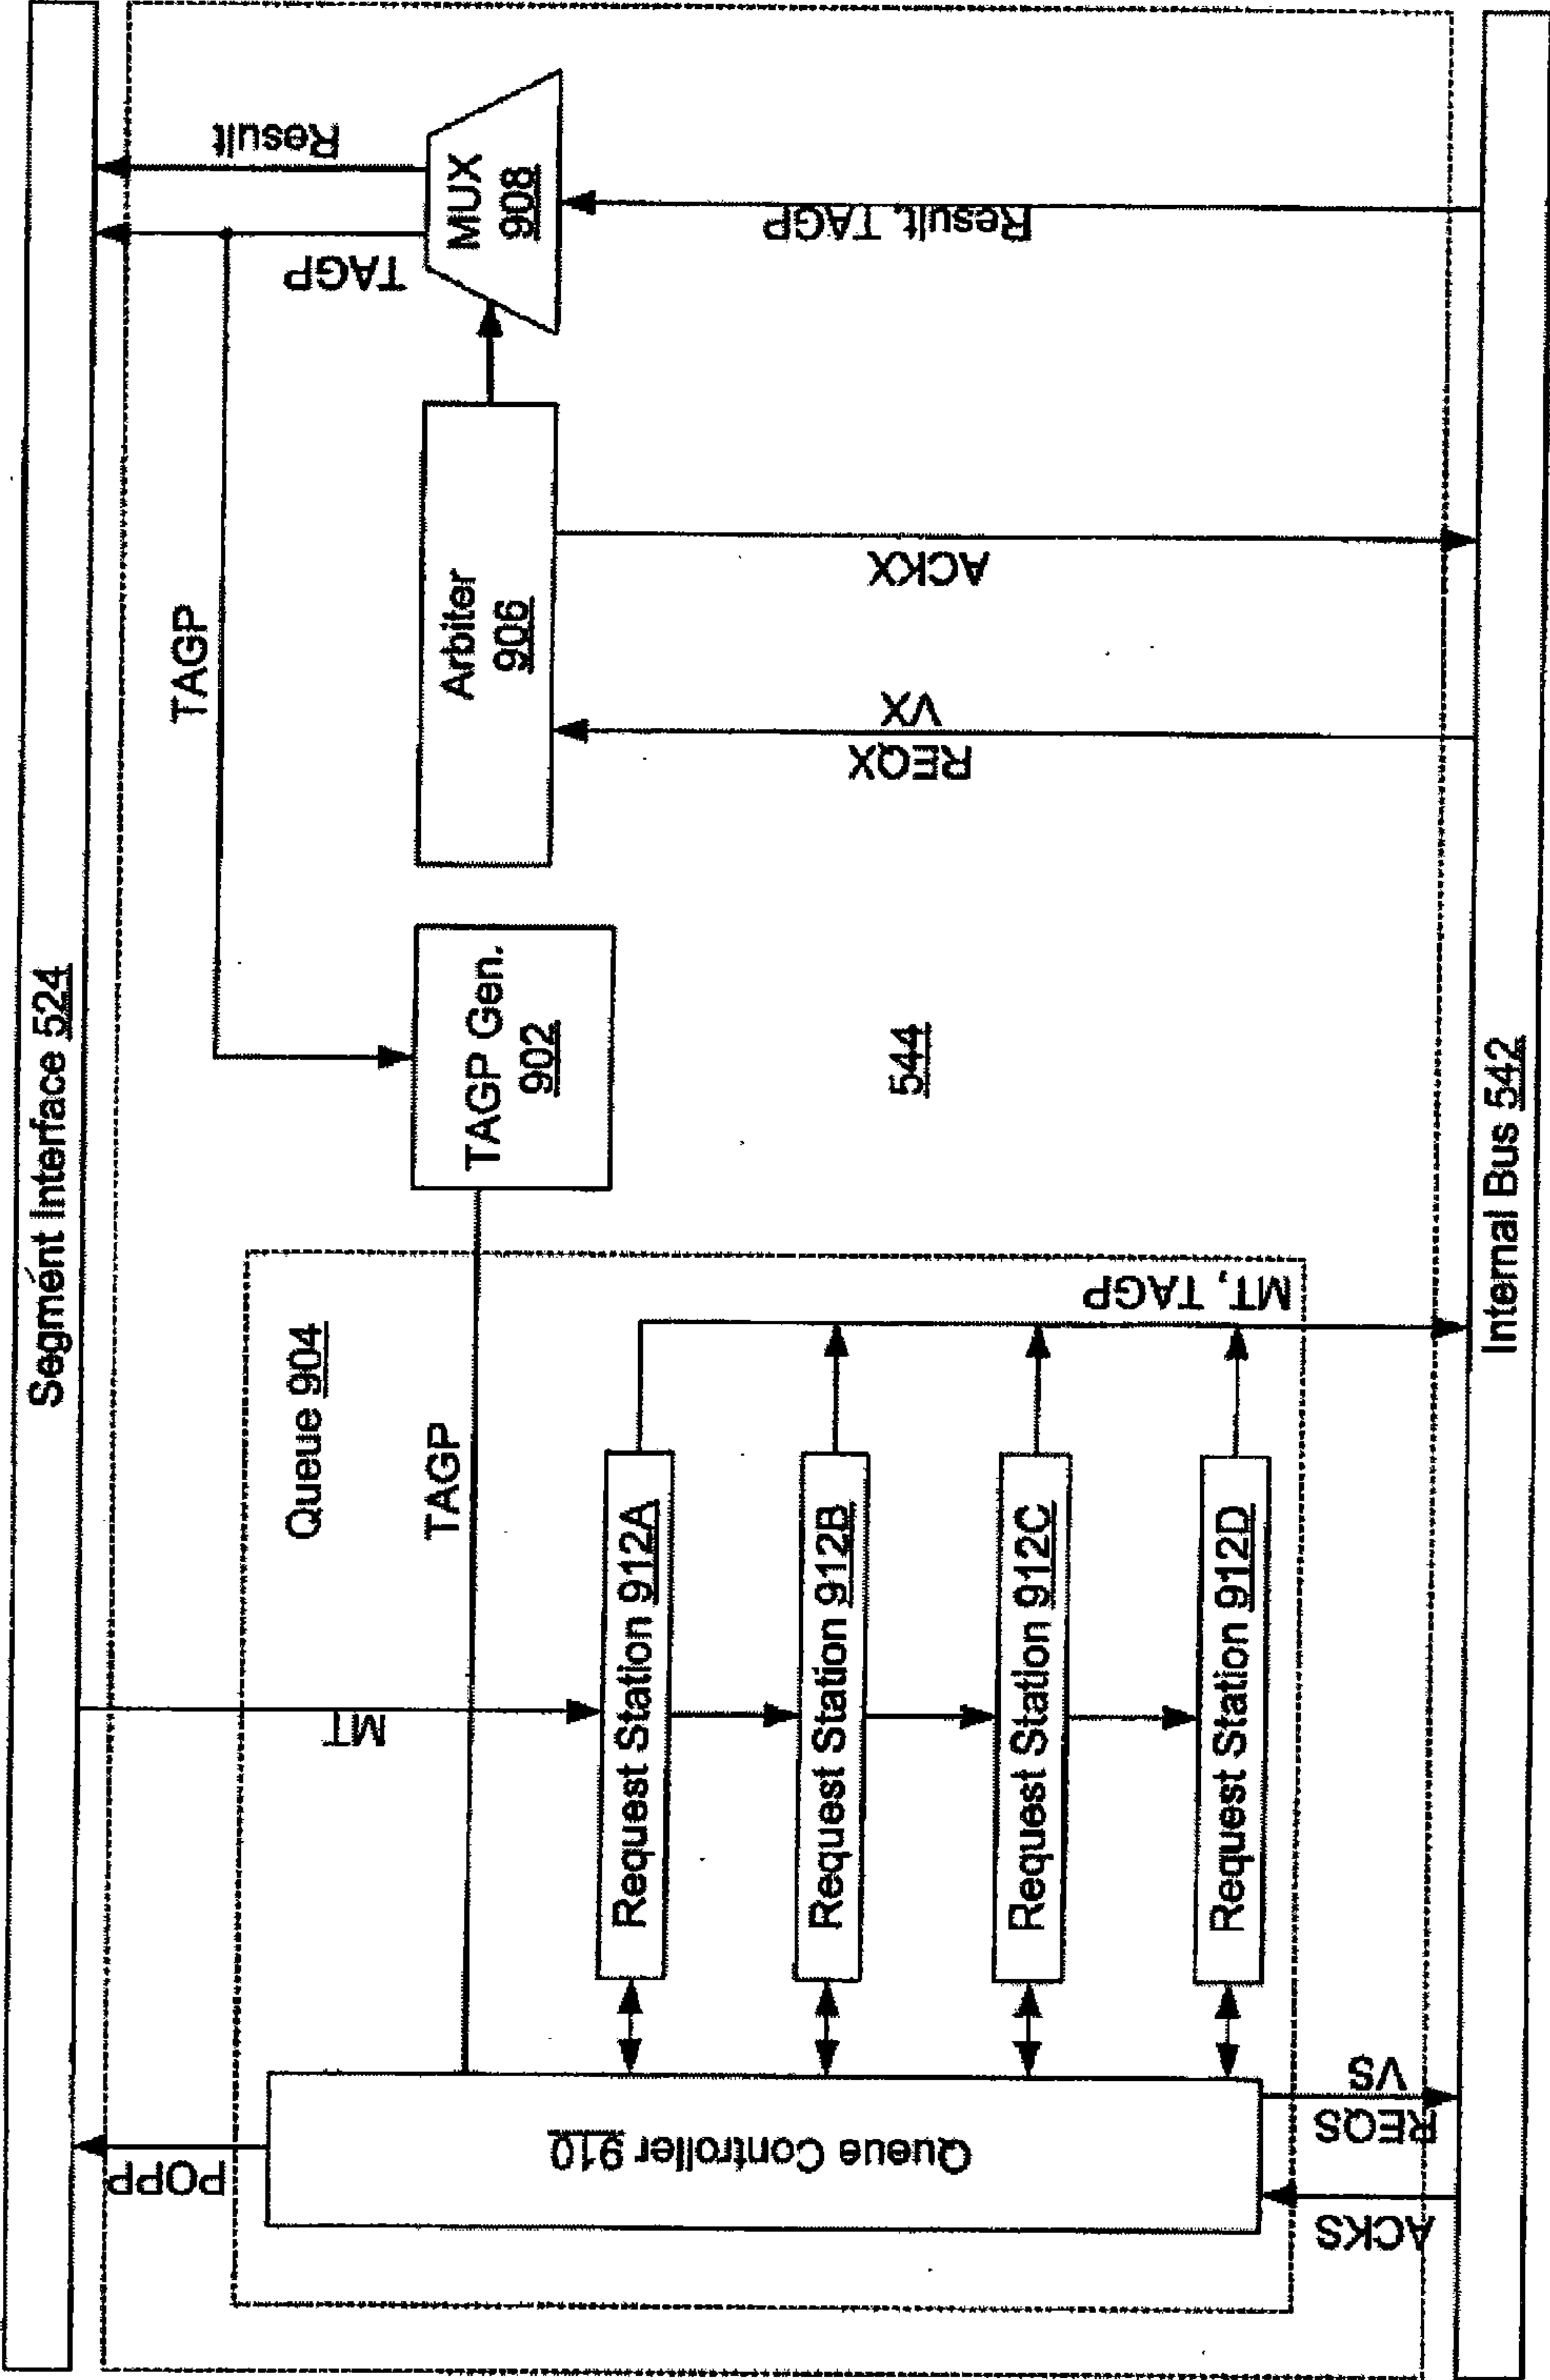 Segment Interface 524
POPP
MT
Queue 904
TAGP
Queue Controller 910
Request Station 912A
Request Station 912B
Request Station 912C
Request Station 912D
MT, TAGP
ACKS
REQS
VS
TAGP Gen.
902
TAGP
544
Arbiter
906
REQX
VX
ACKX
MUX
908
TAGP
Result
Result, TAGP
Internal Bus 542